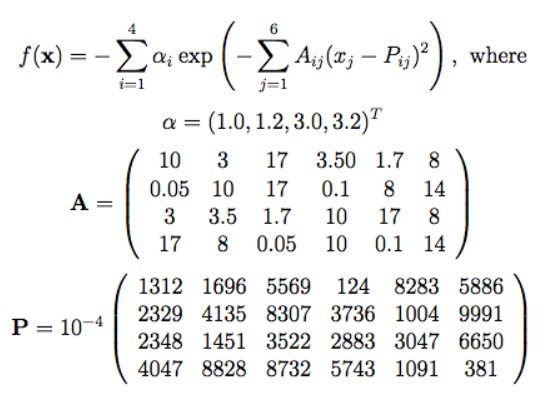 f(x) = − ∑_{i=1}^{4} α_i exp ( − ∑_{j=1}^{6} A_{ij}(x_j − P_{ij})^2 ) , where
α = (1.0, 1.2, 3.0, 3.2)^T
A = ( 10 3 17 3.50 1.7 8
0.05 10 17 0.1 8 14
3 3.5 1.7 10 17 8
17 8 0.05 10 0.1 14 )
P = 10^{−4} ( 1312 1696 5569 124 8283 5886
2329 4135 8307 3736 1004 9991
2348 1451 3522 2883 3047 6650
4047 8828 8732 5743 1091 381 )